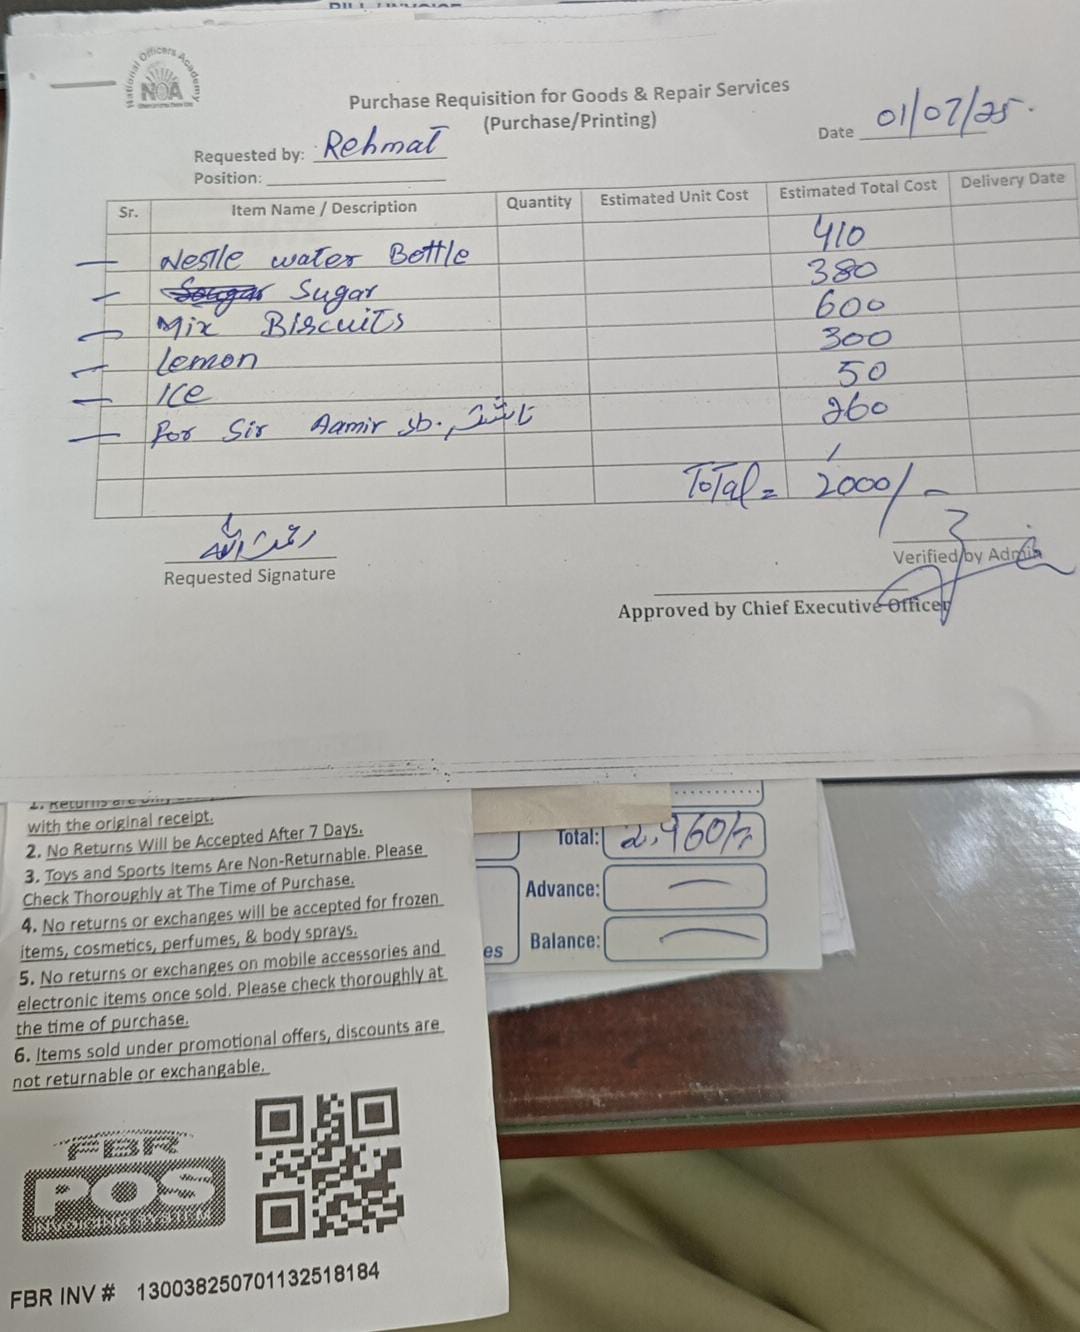 National Officers Academy
NOA
Purchase Requisition for Goods & Repair Services
(Purchase/Printing)
Date 01/07/25.
Requested by: Rehmat
Position:
Sr. Item Name / Description Quantity Estimated Unit Cost Estimated Total Cost Delivery Date
Nestle water Bottle 410
Sugar 380
Mix Biscuits 600
Lemon 300
Ice 50
For Sir Aamir sb. ناشتہ 260
Total = 2000/-
Requested Signature
Verified by Admin
Approved by Chief Executive Officer
with the original receipt.
2. No Returns Will be Accepted After 7 Days.
3. Toys and Sports Items Are Non-Returnable. Please
Check Thoroughly at The Time of Purchase.
4. No returns or exchanges will be accepted for frozen
items, cosmetics, perfumes, & body sprays.
5. No returns or exchanges on mobile accessories and
electronic items once sold. Please check thoroughly at
the time of purchase.
6. Items sold under promotional offers, discounts are
not returnable or exchangable.
FBR
POS
INVOICING SYSTEM
FBR INV # 130038250701132518184
Total: 2,960/-
Advance:
es Balance: